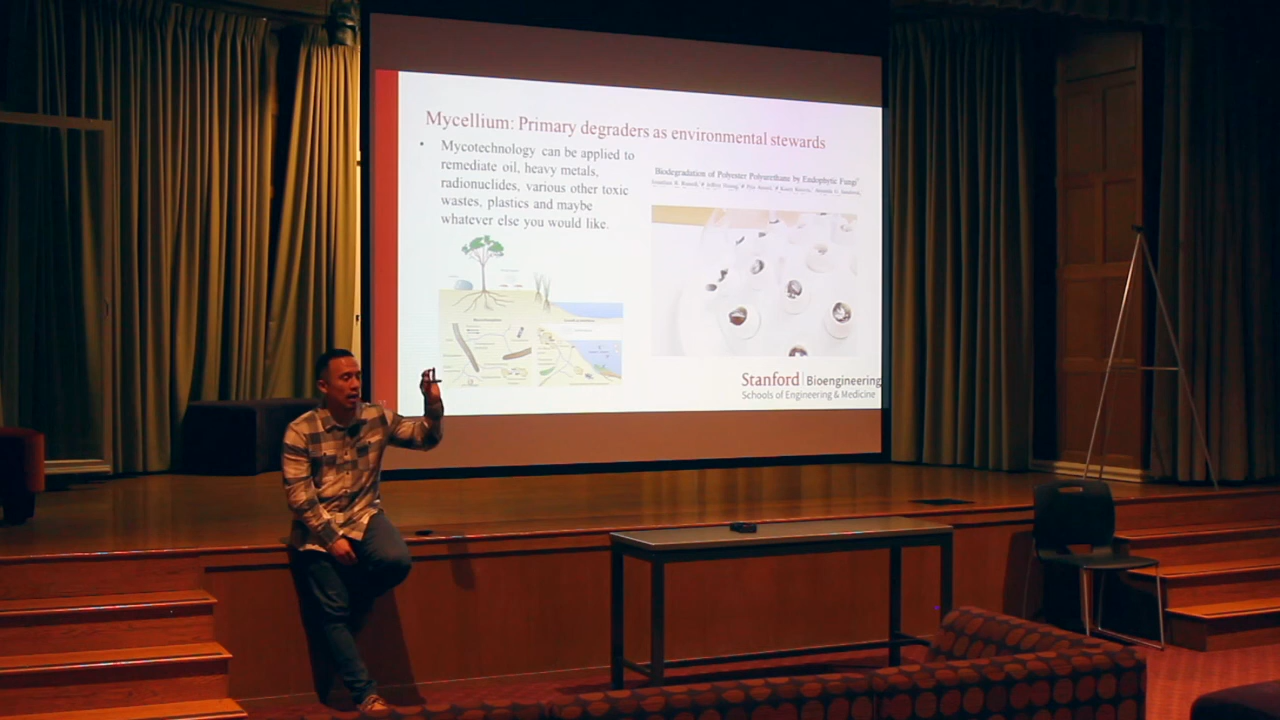 Mycellium: Primary degraders as environmental stewards
• Mycotechnology can be applied to
remediate oil, heavy metals,
radionuclides, various other toxic
wastes, plastics and maybe
whatever else you would like.
Biodegradation of Polyester Polyurethane by Endophytic Fungi
Stanford | Bioengineering
Schools of Engineering & Medicine